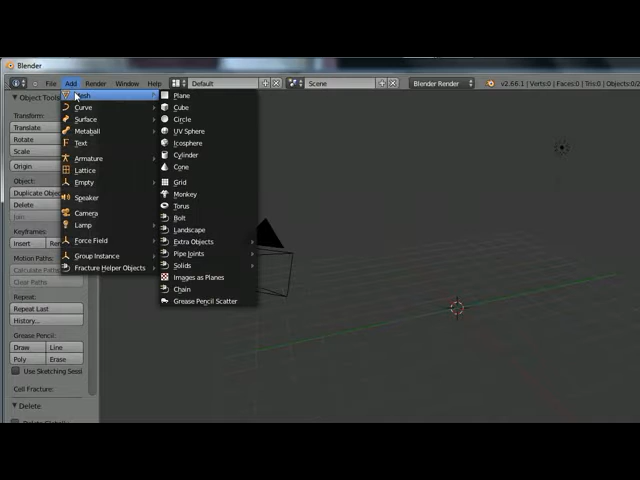 Blender
File Add Render Window Help Default Scene Blender Render v2.66.1 | Verts:0 | Faces:0 | Tris:0 | Objects:0/2
Object Tools
Transform:
Translate
Rotate
Scale
Origin
Object:
Duplicate Objec
Delete
Join
Keyframes:
Insert
Motion Paths:
Calculate Paths
Clear Paths
Repeat:
Repeat Last
History...
Grease Pencil:
Draw Line
Poly Erase
Use Sketching Sessi
Cell Fracture:
Delete
Mesh
Curve
Surface
Metaball
Text
Armature
Lattice
Empty
Speaker
Camera
Lamp
Force Field
Group Instance
Fracture Helper Objects
Plane
Cube
Circle
UV Sphere
Icosphere
Cylinder
Cone
Grid
Monkey
Torus
Bolt
Landscape
Extra Objects
Pipe Joints
Solids
Images as Planes
Chain
Grease Pencil Scatter